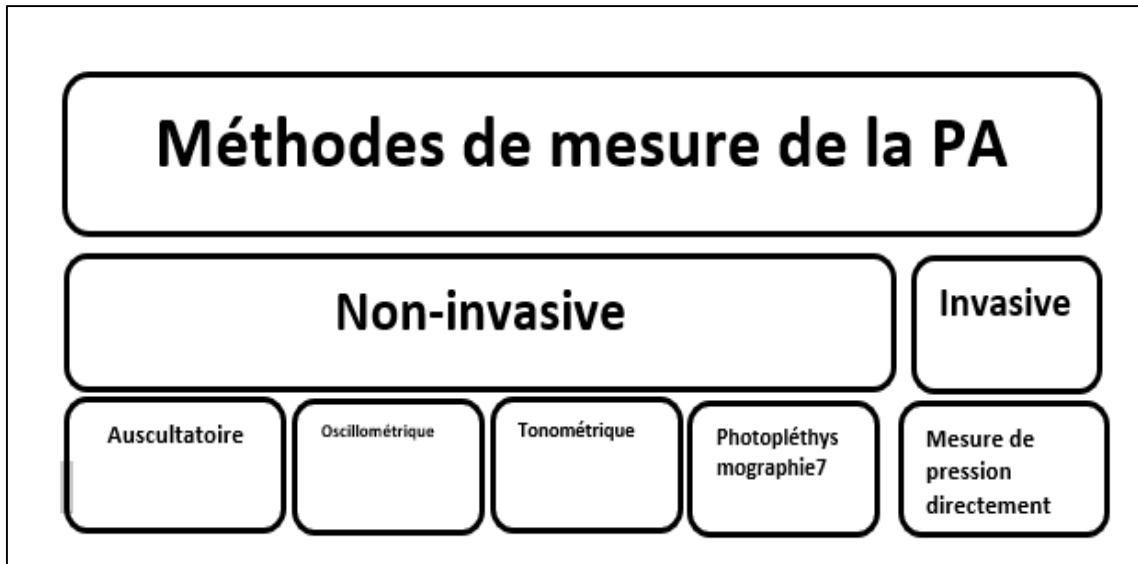 Méthodes de mesure de la PA
Non-invasive
Invasive
Auscultatoire
Oscillométrique
Tonométrique
Photopléthys
mographie7
Mesure de
pression
directement